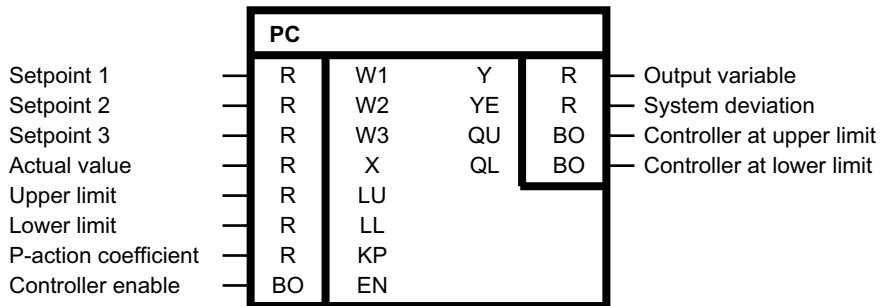 PC
Setpoint 1 R W1 Y R Output variable
Setpoint 2 R W2 YE R System deviation
Setpoint 3 R W3 QU BO Controller at upper limit
Actual value R X QL BO Controller at lower limit
Upper limit R LU
Lower limit R LL
P-action coefficient R KP
Controller enable BO EN